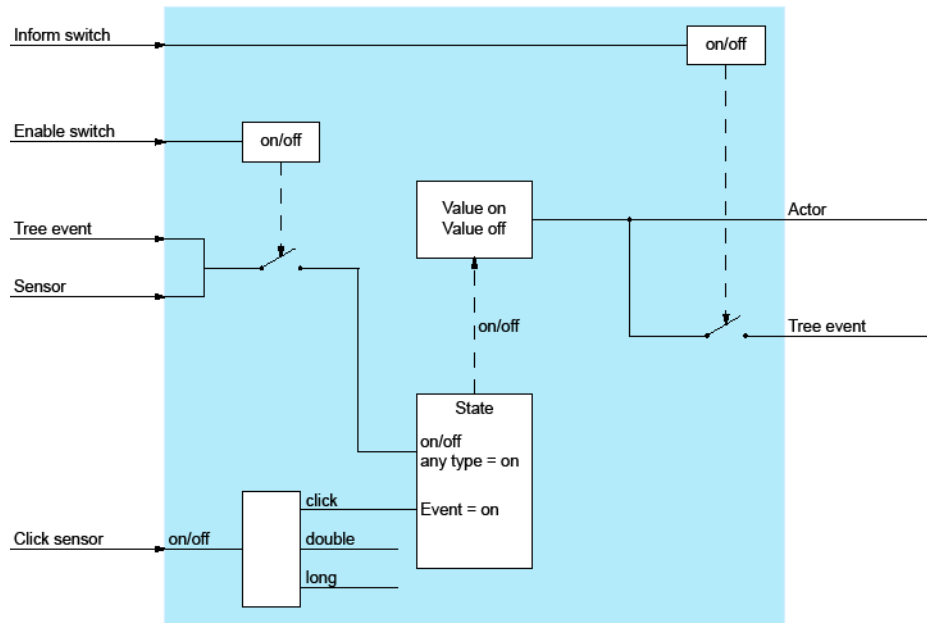 Inform switch
on/off
Enable switch
on/off
Value on
Value off
Actor
Tree event
Sensor
on/off
Tree event
State
on/off
any type = on
click
Event = on
Click sensor
on/off
double
long